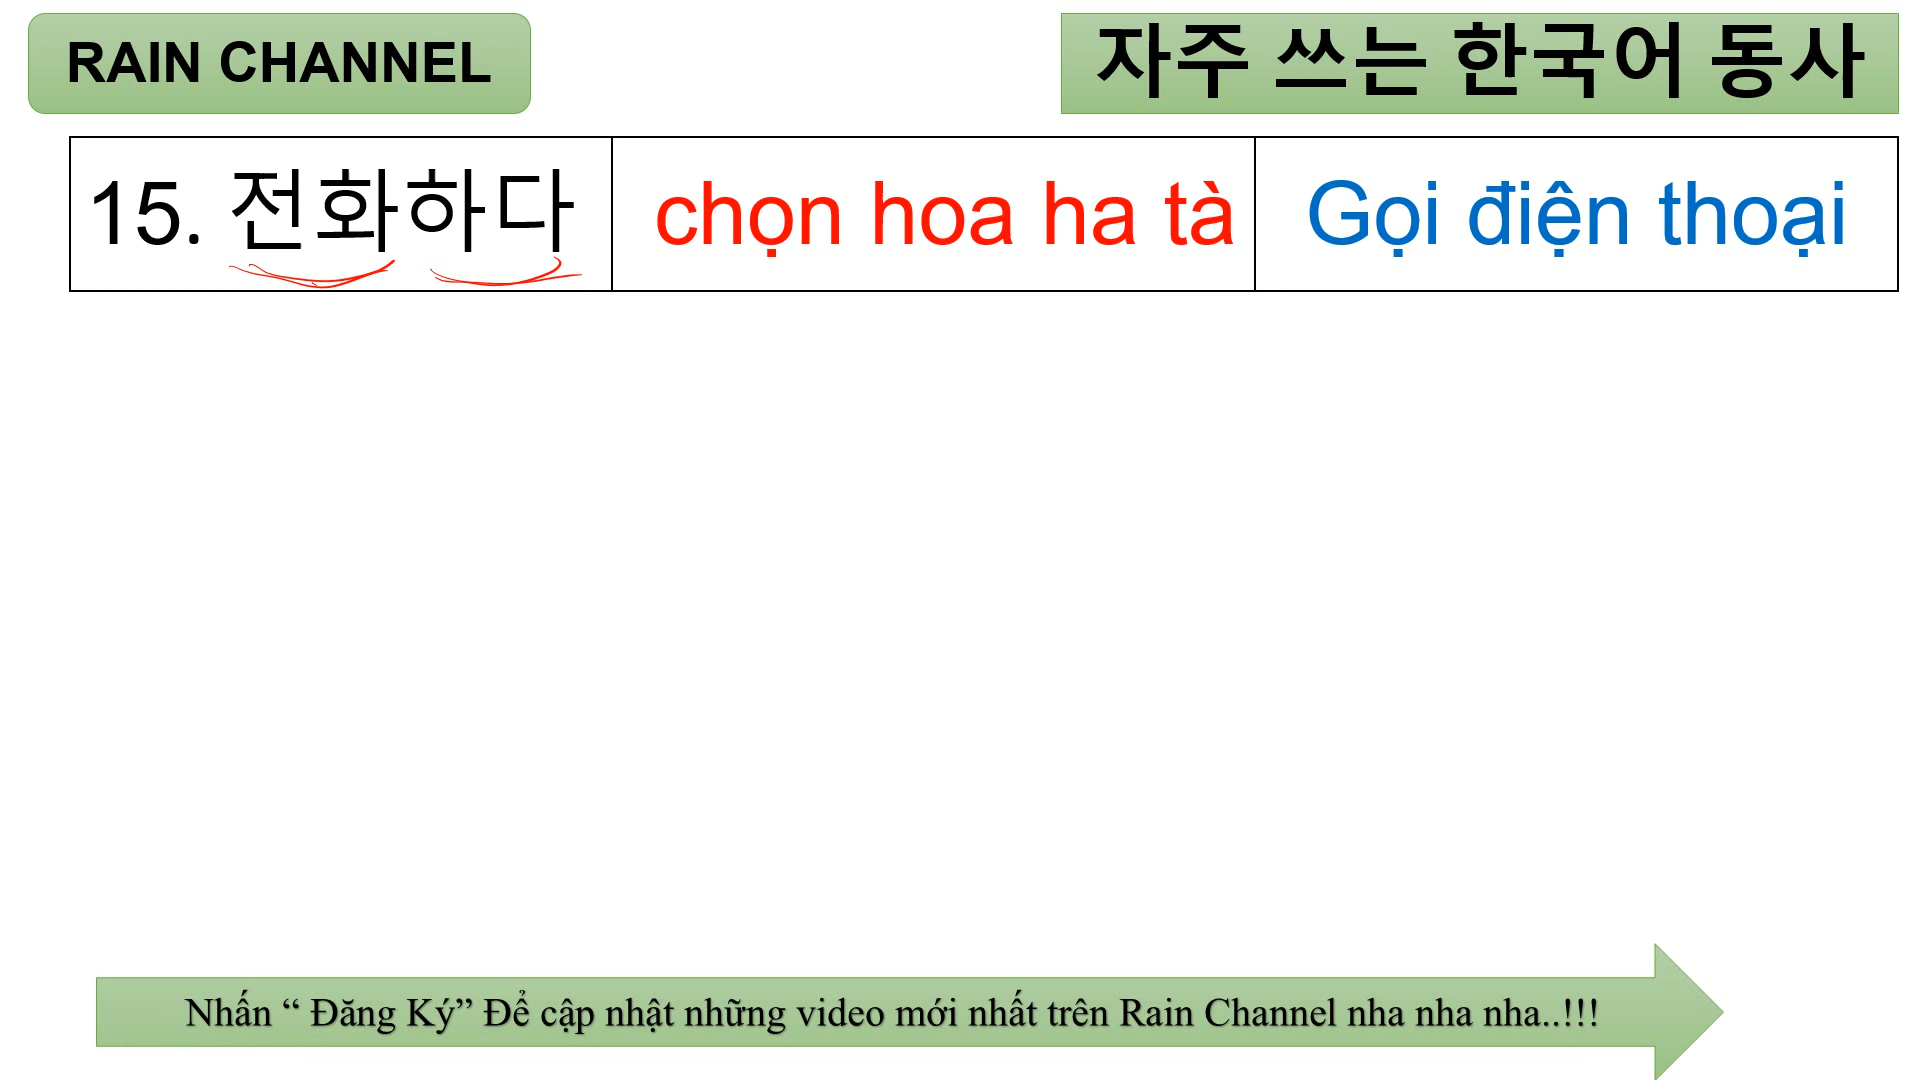 RAIN CHANNEL
자주 쓰는 한국어 동사
15. 전화하다 chọn hoa ha tà Gọi điện thoại
Nhấn “ Đăng Ký” Để cập nhật những video mới nhất trên Rain Channel nha nha nha..!!!